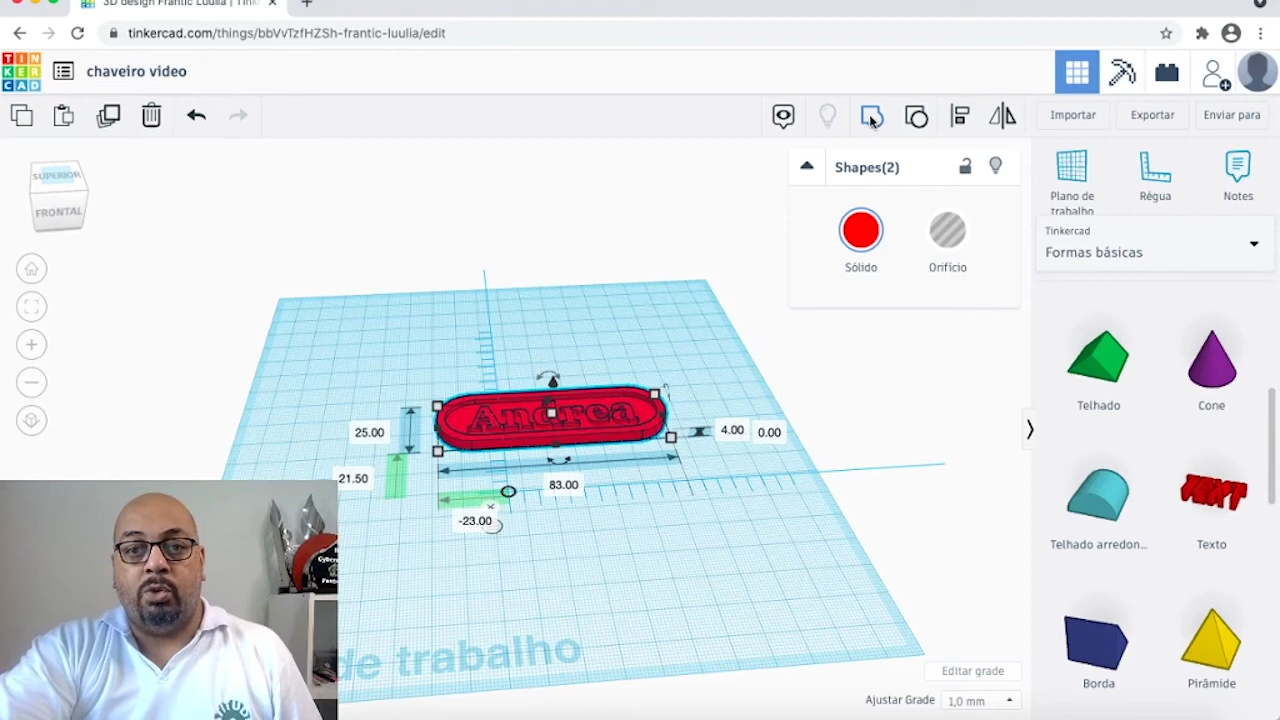 3D design Frantic Luulia | Tink
tinkercad.com/things/bbVvTzfHZSh-frantic-luulia/edit
TIN
KER
CAD
chaveiro video
Importar
Exportar
Enviar para
SUPERIOR
FRONTAL
Shapes(2)
Sólido
Orifício
Plano de
trabalho
Régua
Notes
Tinkercad
Formas básicas
Telhado
Cone
Telhado arredon...
TEXT
Texto
Borda
Pirâmide
Andrea
25.00
4.00
0.00
21.50
83.00
-23.00
de trabalho
Editar grade
Ajustar Grade
1,0 mm